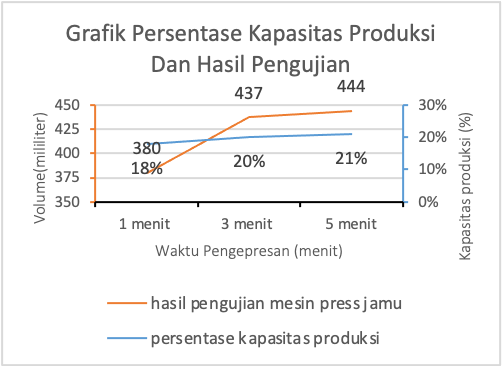 Grafik Persentase Kapasitas Produksi
Dan Hasil Pengujian
Volume(mililiter)
450
425
400
375
350
380
437
444
18%
20%
21%
30%
20%
10%
0%
Kapasitas produksi (%)
1 menit
3 menit
5 menit
Waktu Pengepresan (menit)
hasil pengujian mesin press jamu
persentase kapasitas produksi